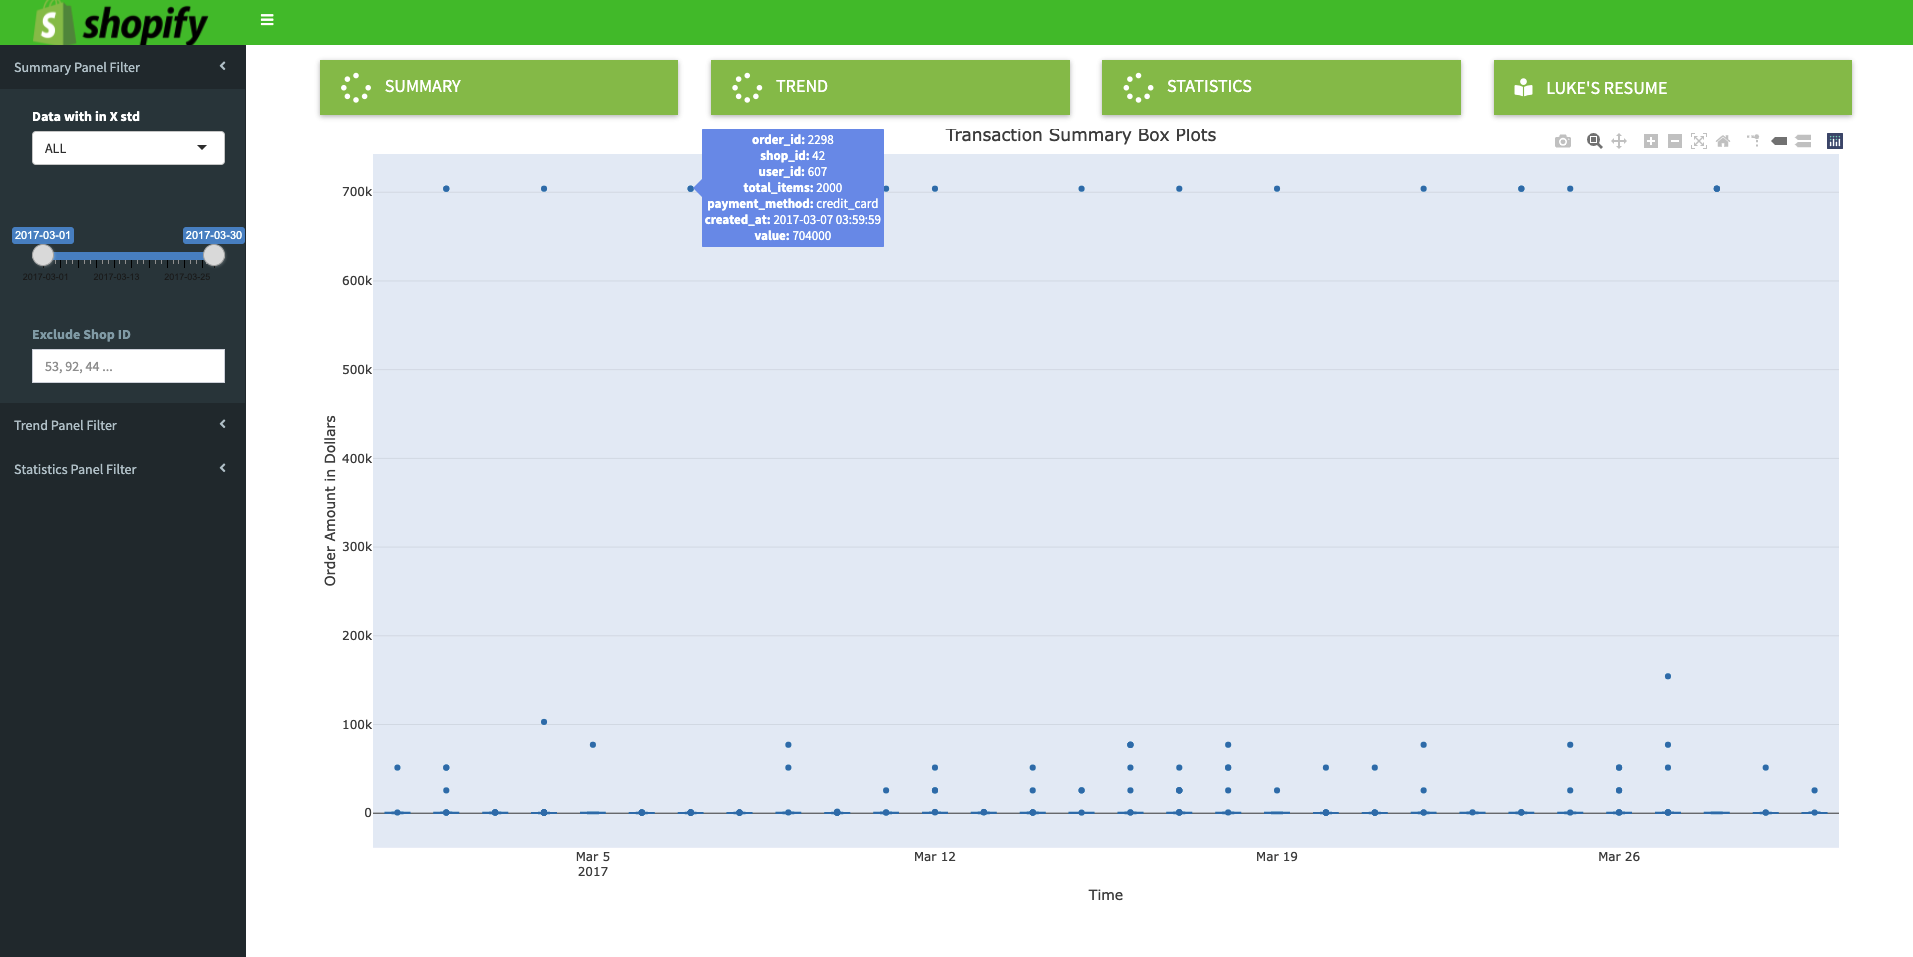 shopify
Summary Panel Filter
Data with in X std
ALL
2017-03-01
2017-03-30
2017-03-01
2017-03-13
2017-03-25
Exclude Shop ID
53, 92, 44 ...
Trend Panel Filter
Statistics Panel Filter
SUMMARY
TREND
STATISTICS
LUKE'S RESUME
Transaction Summary Box Plots
order_id: 2298
shop_id: 42
user_id: 607
total_items: 2000
payment_method: credit_card
created_at: 2017-03-07 03:59:59
value: 704000
Order Amount in Dollars
700k
600k
500k
400k
300k
200k
100k
0
Mar 5
2017
Mar 12
Mar 19
Mar 26
Time